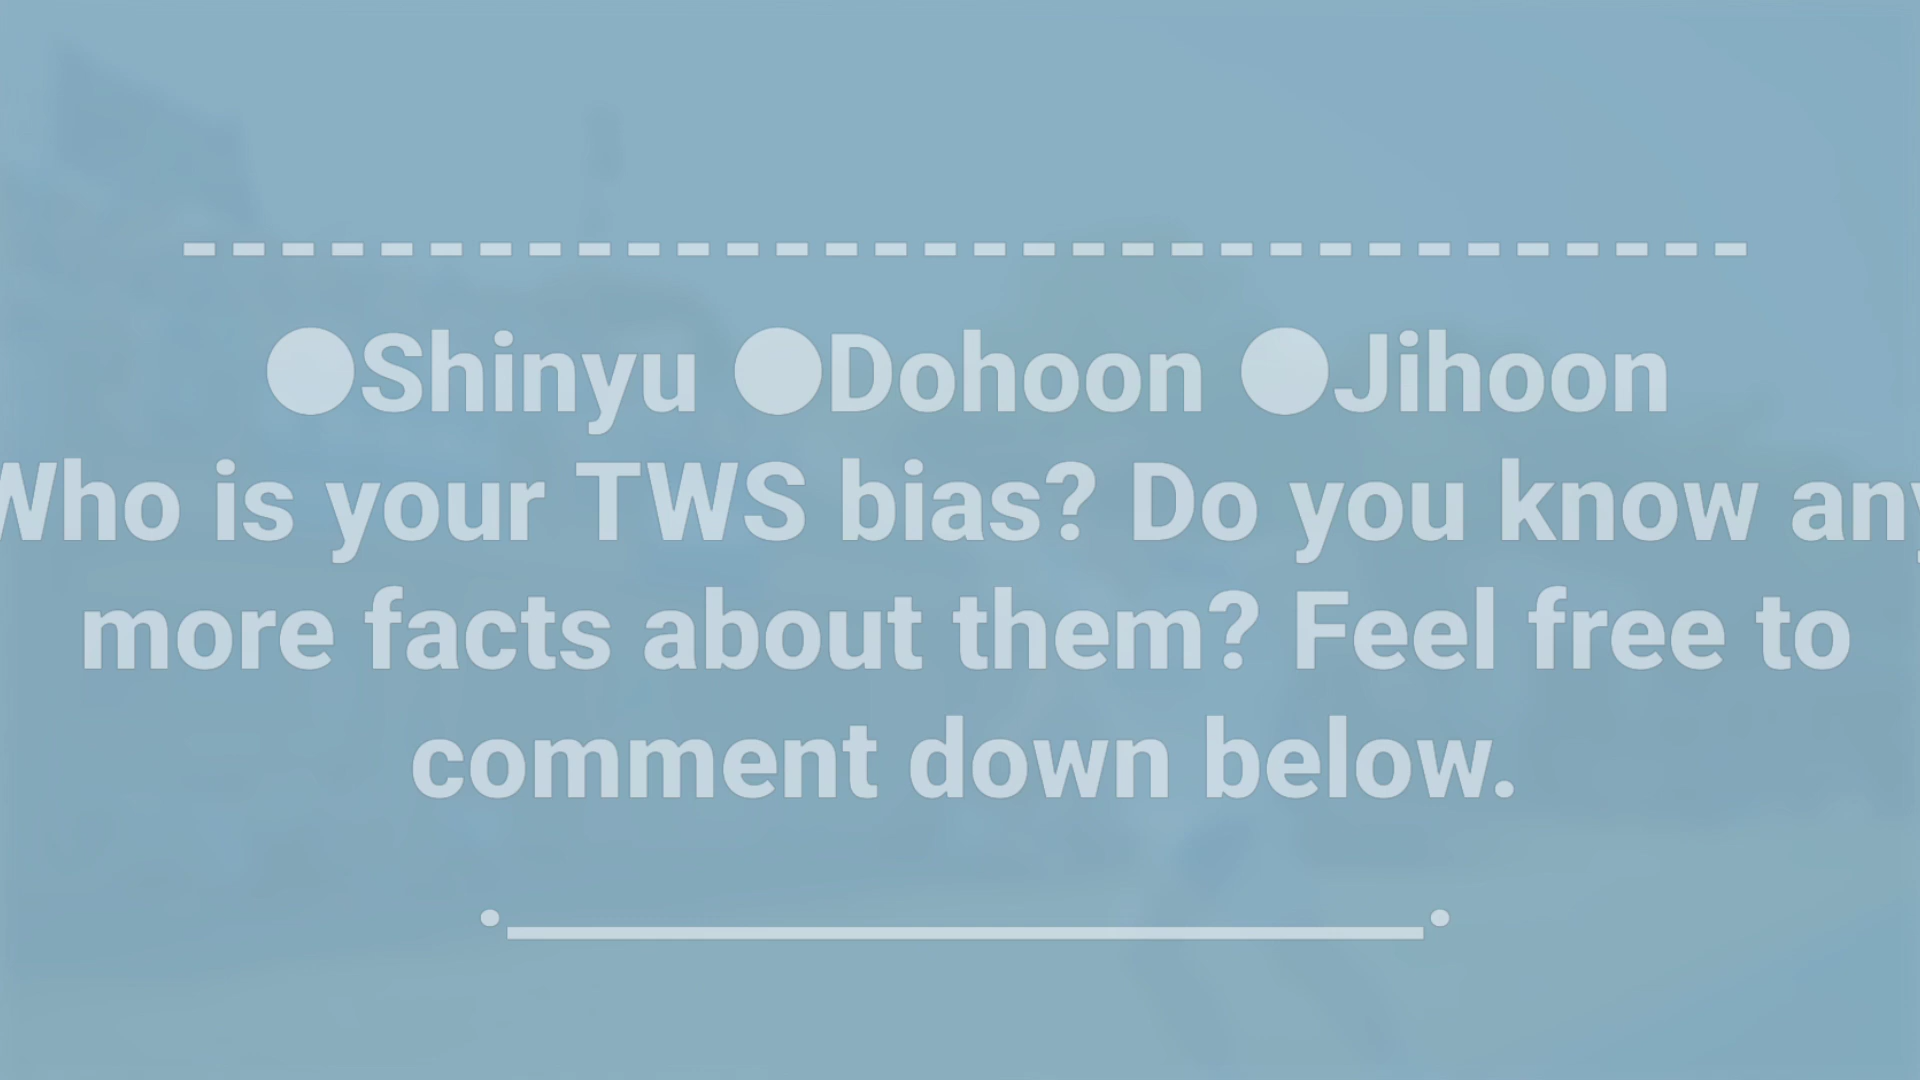 - - - - - - - - - - - - - - - - - - - - - - - - - - - - - - - -
●Shinyu ●Dohoon ●Jihoon
Who is your TWS bias? Do you know any
more facts about them? Feel free to
comment down below.